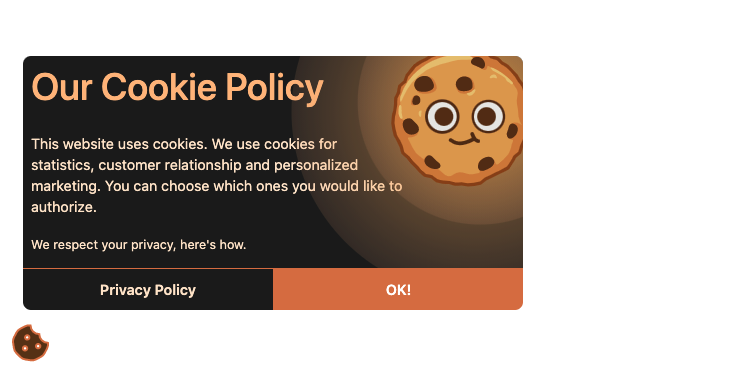 Our Cookie Policy
This website uses cookies. We use cookies for
statistics, customer relationship and personalized
marketing. You can choose which ones you would like to
authorize.
We respect your privacy, here's how.
Privacy Policy
OK!